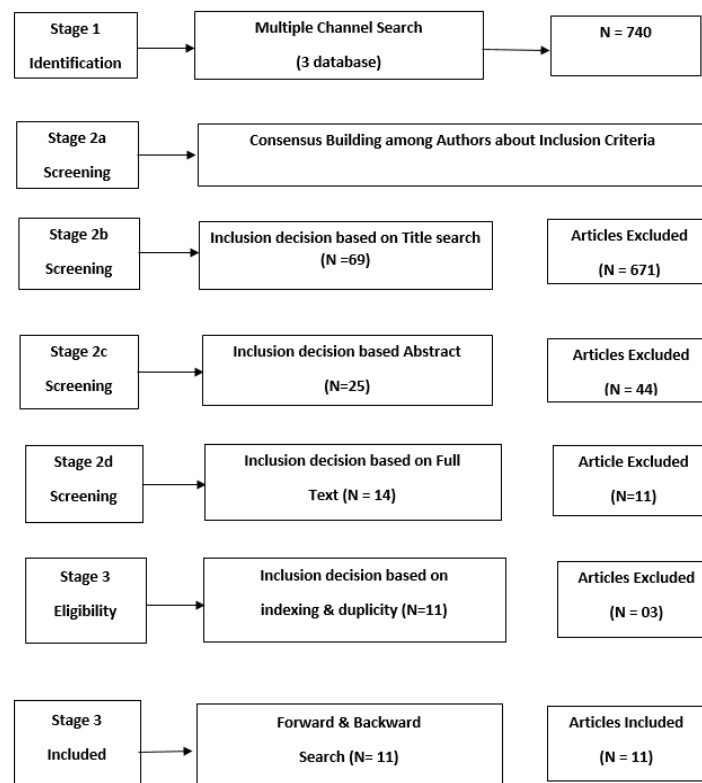 Stage 1
Identification
Multiple Channel Search
(3 database)
N = 740
Stage 2a
Screening
Consensus Building among Authors about Inclusion Criteria
Stage 2b
Screening
Inclusion decision based on Title search
(N =69)
Articles Excluded
(N = 671)
Stage 2c
Screening
Inclusion decision based Abstract
(N=25)
Articles Excluded
(N = 44)
Stage 2d
Screening
Inclusion decision based on Full
Text (N = 14)
Article Excluded
(N=11)
Stage 3
Eligibility
Inclusion decision based on
indexing & duplicity (N=11)
Articles Excluded
(N = 03)
Stage 3
Included
Forward & Backward
Search (N= 11)
Articles Included
(N = 11)